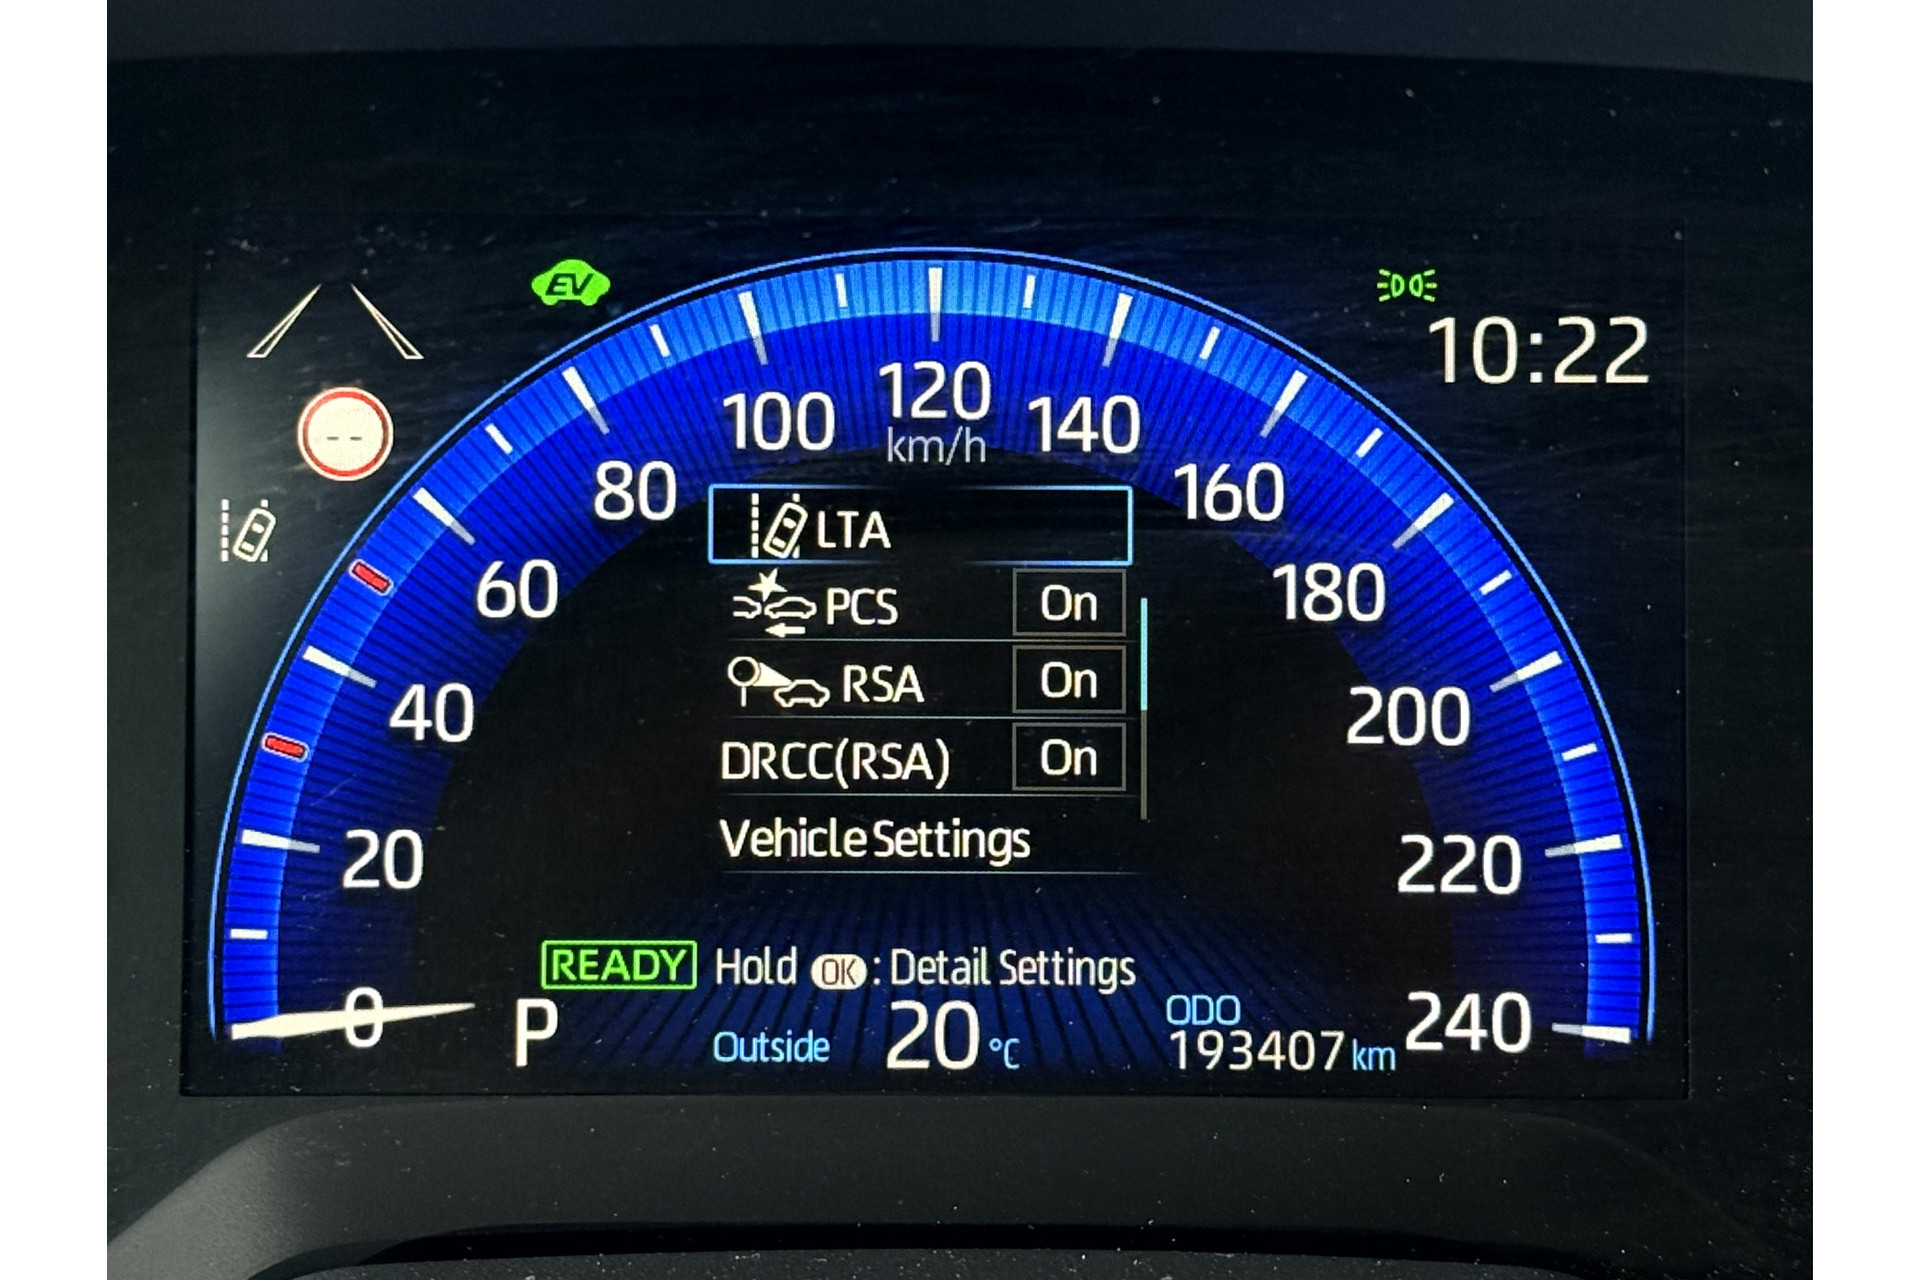 EV
10:22
--
120
km/h
100
140
80
160
60
180
40
200
20
220
0
240
LTA
PCS On
RSA On
DRCC(RSA) On
Vehicle Settings
READY Hold OK : Detail Settings
P
Outside 20 °C
ODO
193407 km